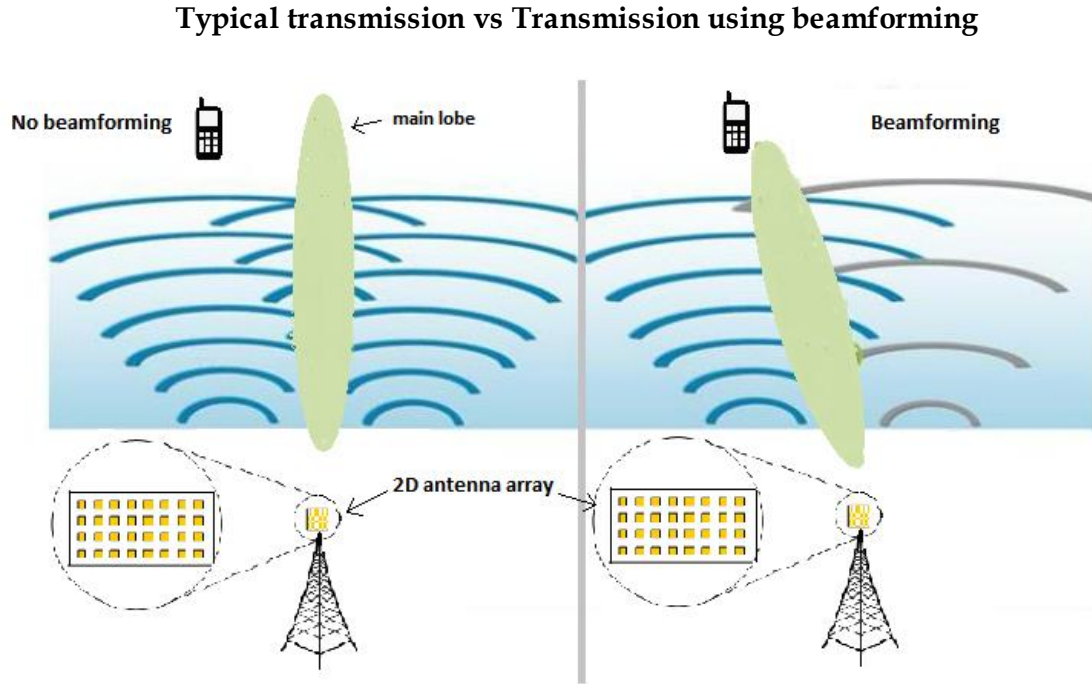 Typical transmission vs Transmission using beamforming
No beamforming
main lobe
Beamforming
2D antenna array